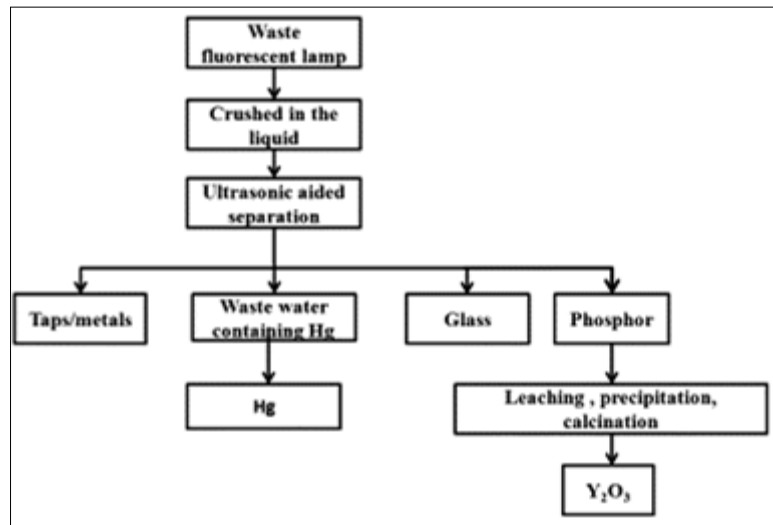 Waste
fluorescent lamp
Crushed in the
liquid
Ultrasonic aided
separation
Taps/metals
Waste water
containing Hg
Glass
Phosphor
Hg
Leaching , precipitation,
calcination
Y₂O₃